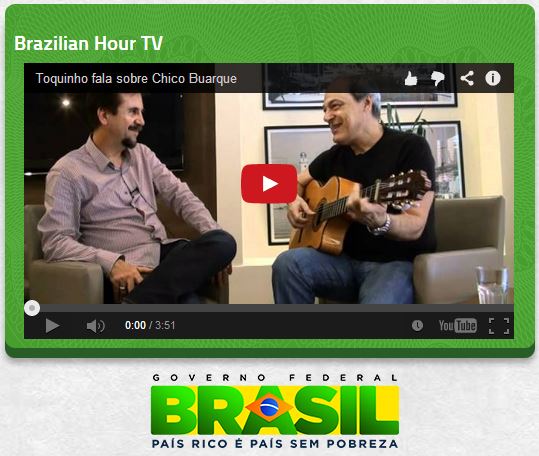 Brazilian Hour TV
Toquinho fala sobre Chico Buarque
0:00 / 3:51
YouTube
GOVERNO FEDERAL
BRASIL
PAÍS RICO É PAÍS SEM POBREZA